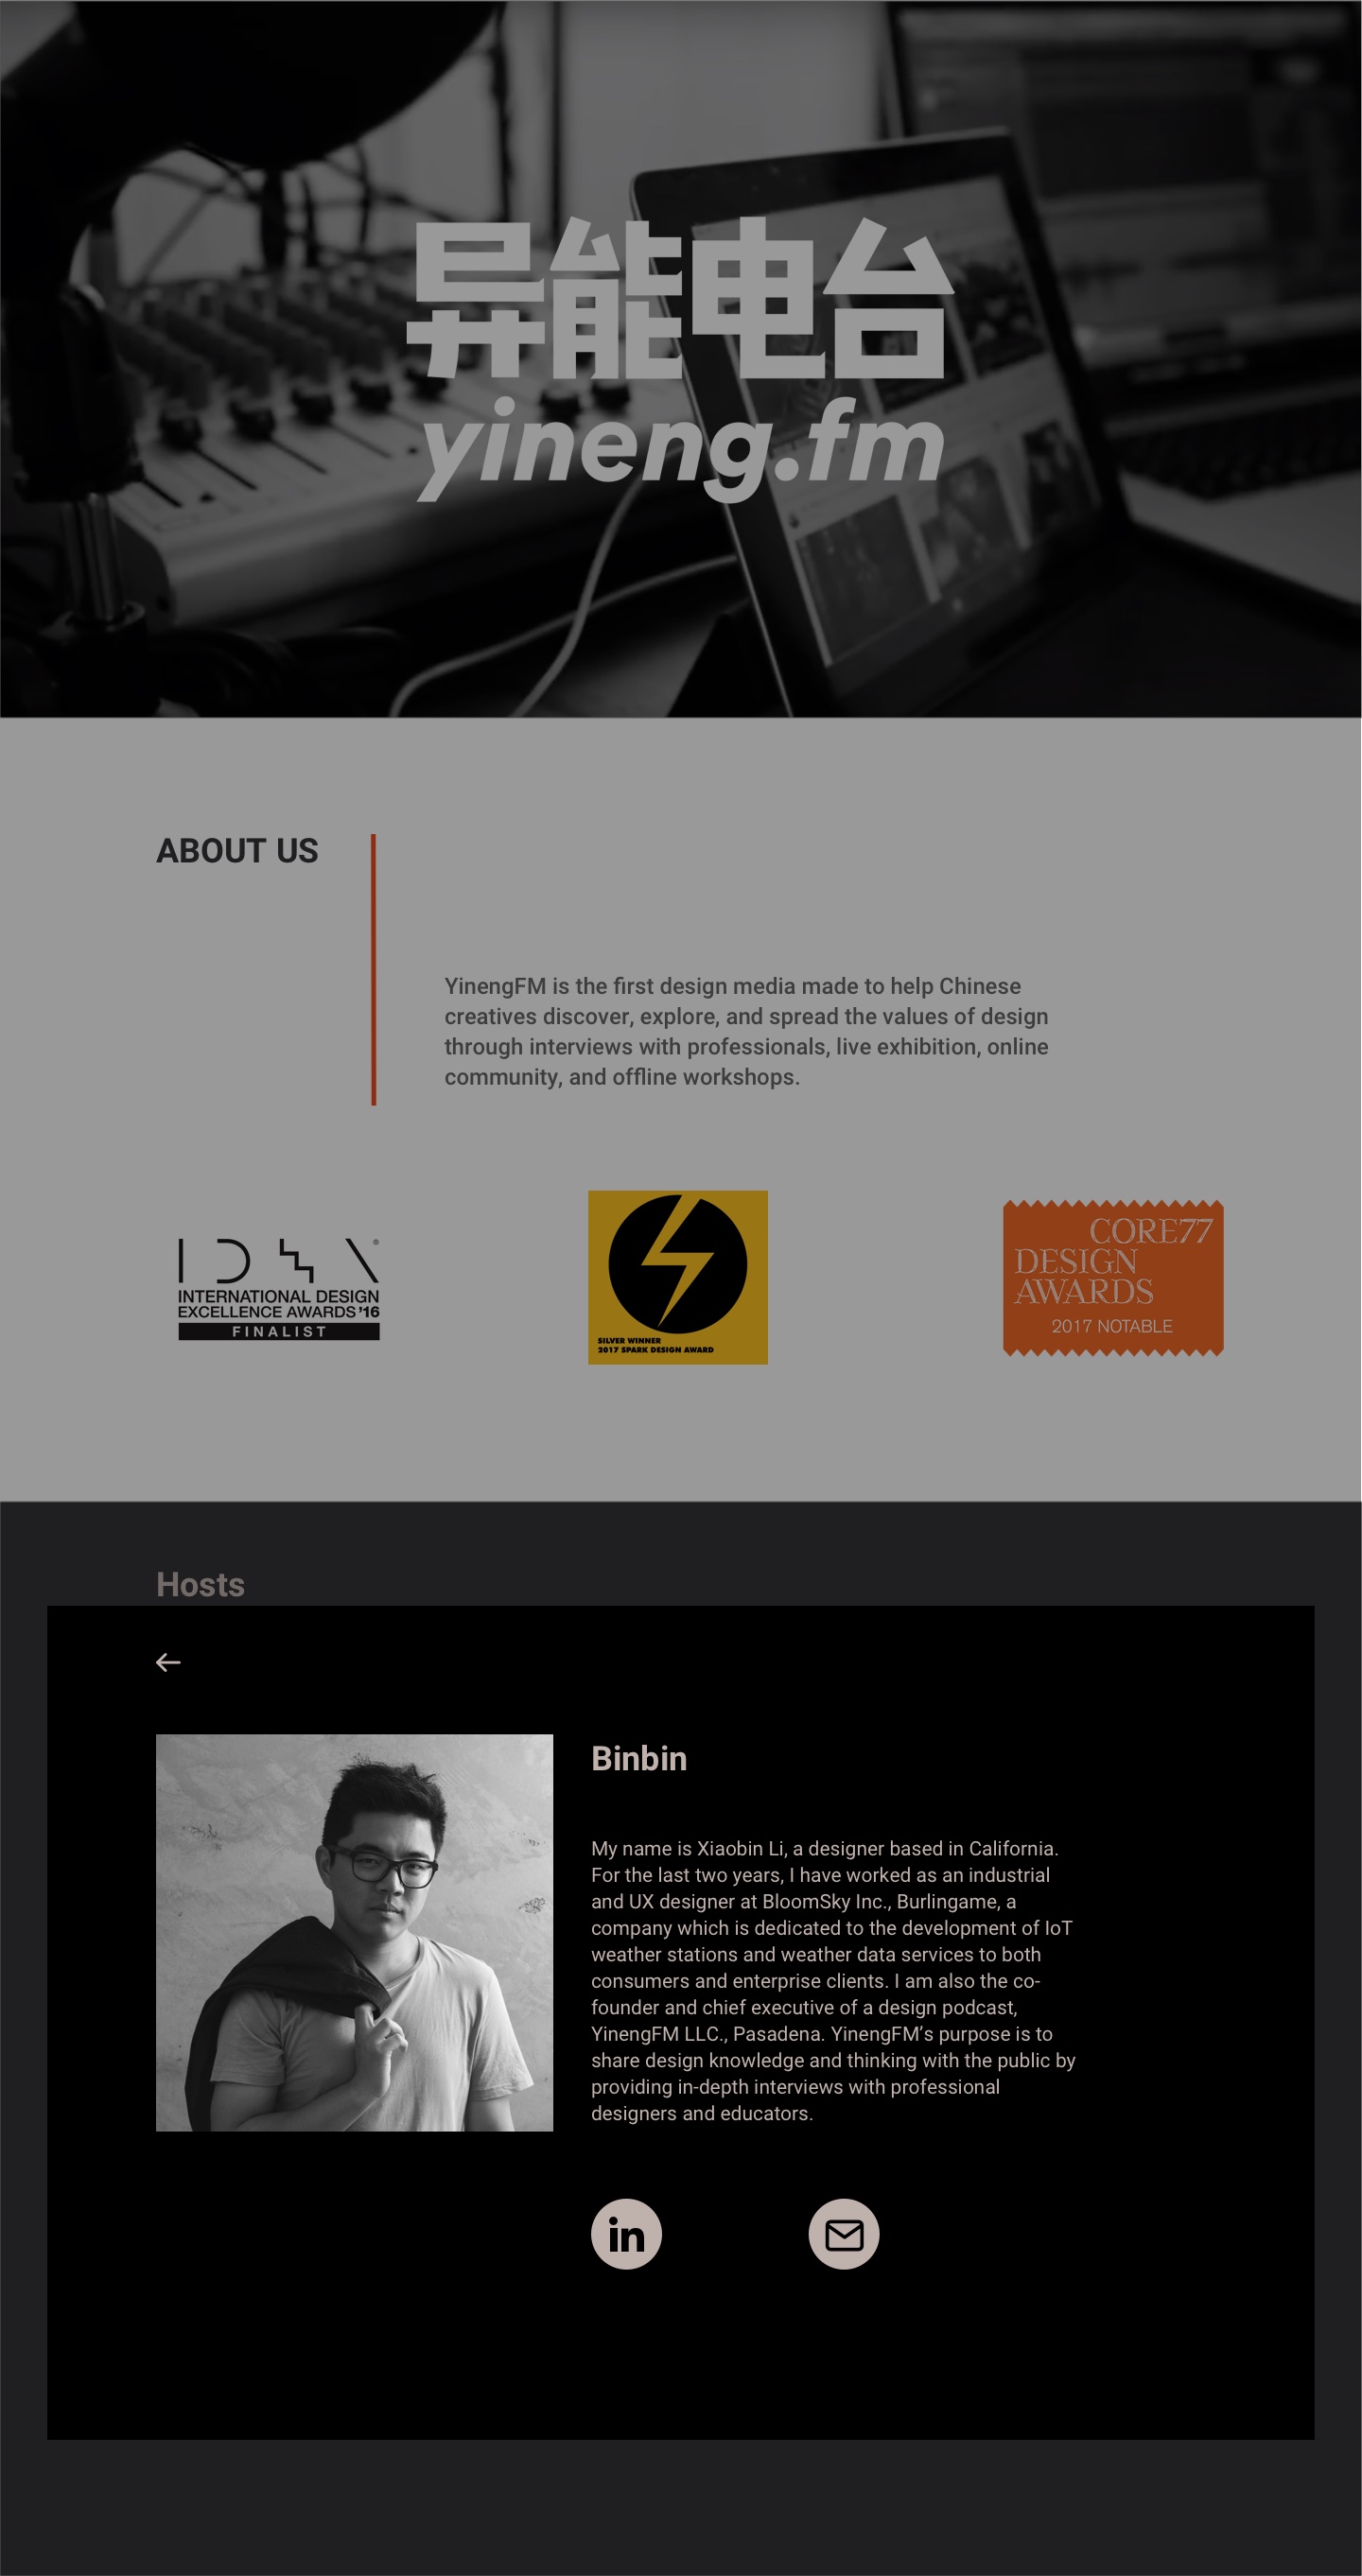 异能电台
yineng.fm
ABOUT US
YinengFM is the first design media made to help Chinese
creatives discover, explore, and spread the values of design
through interviews with professionals, live exhibition, online
community, and offline workshops.
INTERNATIONAL DESIGN
EXCELLENCE AWARDS '16
FINALIST
SILVER WINNER
2017 SPARK DESIGN AWARD
CORE77
DESIGN
AWARDS
2017 NOTABLE
Hosts
Binbin
My name is Xiaobin Li, a designer based in California.
For the last two years, I have worked as an industrial
and UX designer at BloomSky Inc., Burlingame, a
company which is dedicated to the development of IoT
weather stations and weather data services to both
consumers and enterprise clients. I am also the co-
founder and chief executive of a design podcast,
YinengFM LLC., Pasadena. YinengFM’s purpose is to
share design knowledge and thinking with the public by
providing in-depth interviews with professional
designers and educators.
in